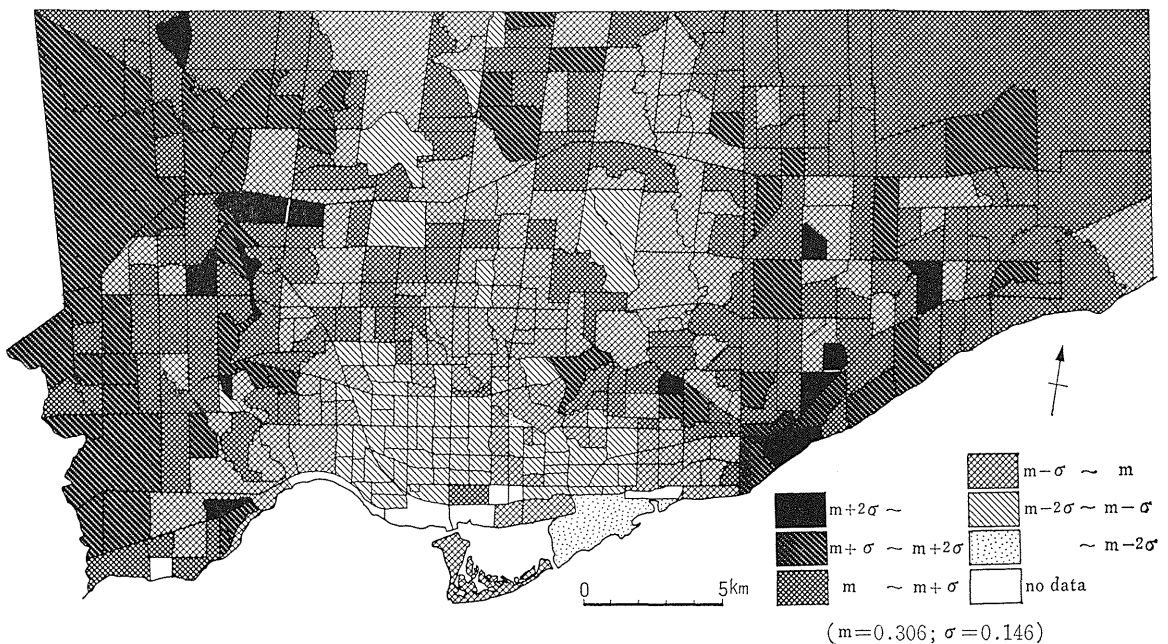 m+2σ ~
m+σ ~ m+2σ
m ~ m+σ
m−σ ~ m
m−2σ ~ m−σ
~ m−2σ
no data
0 5km
(m=0.306; σ=0.146)